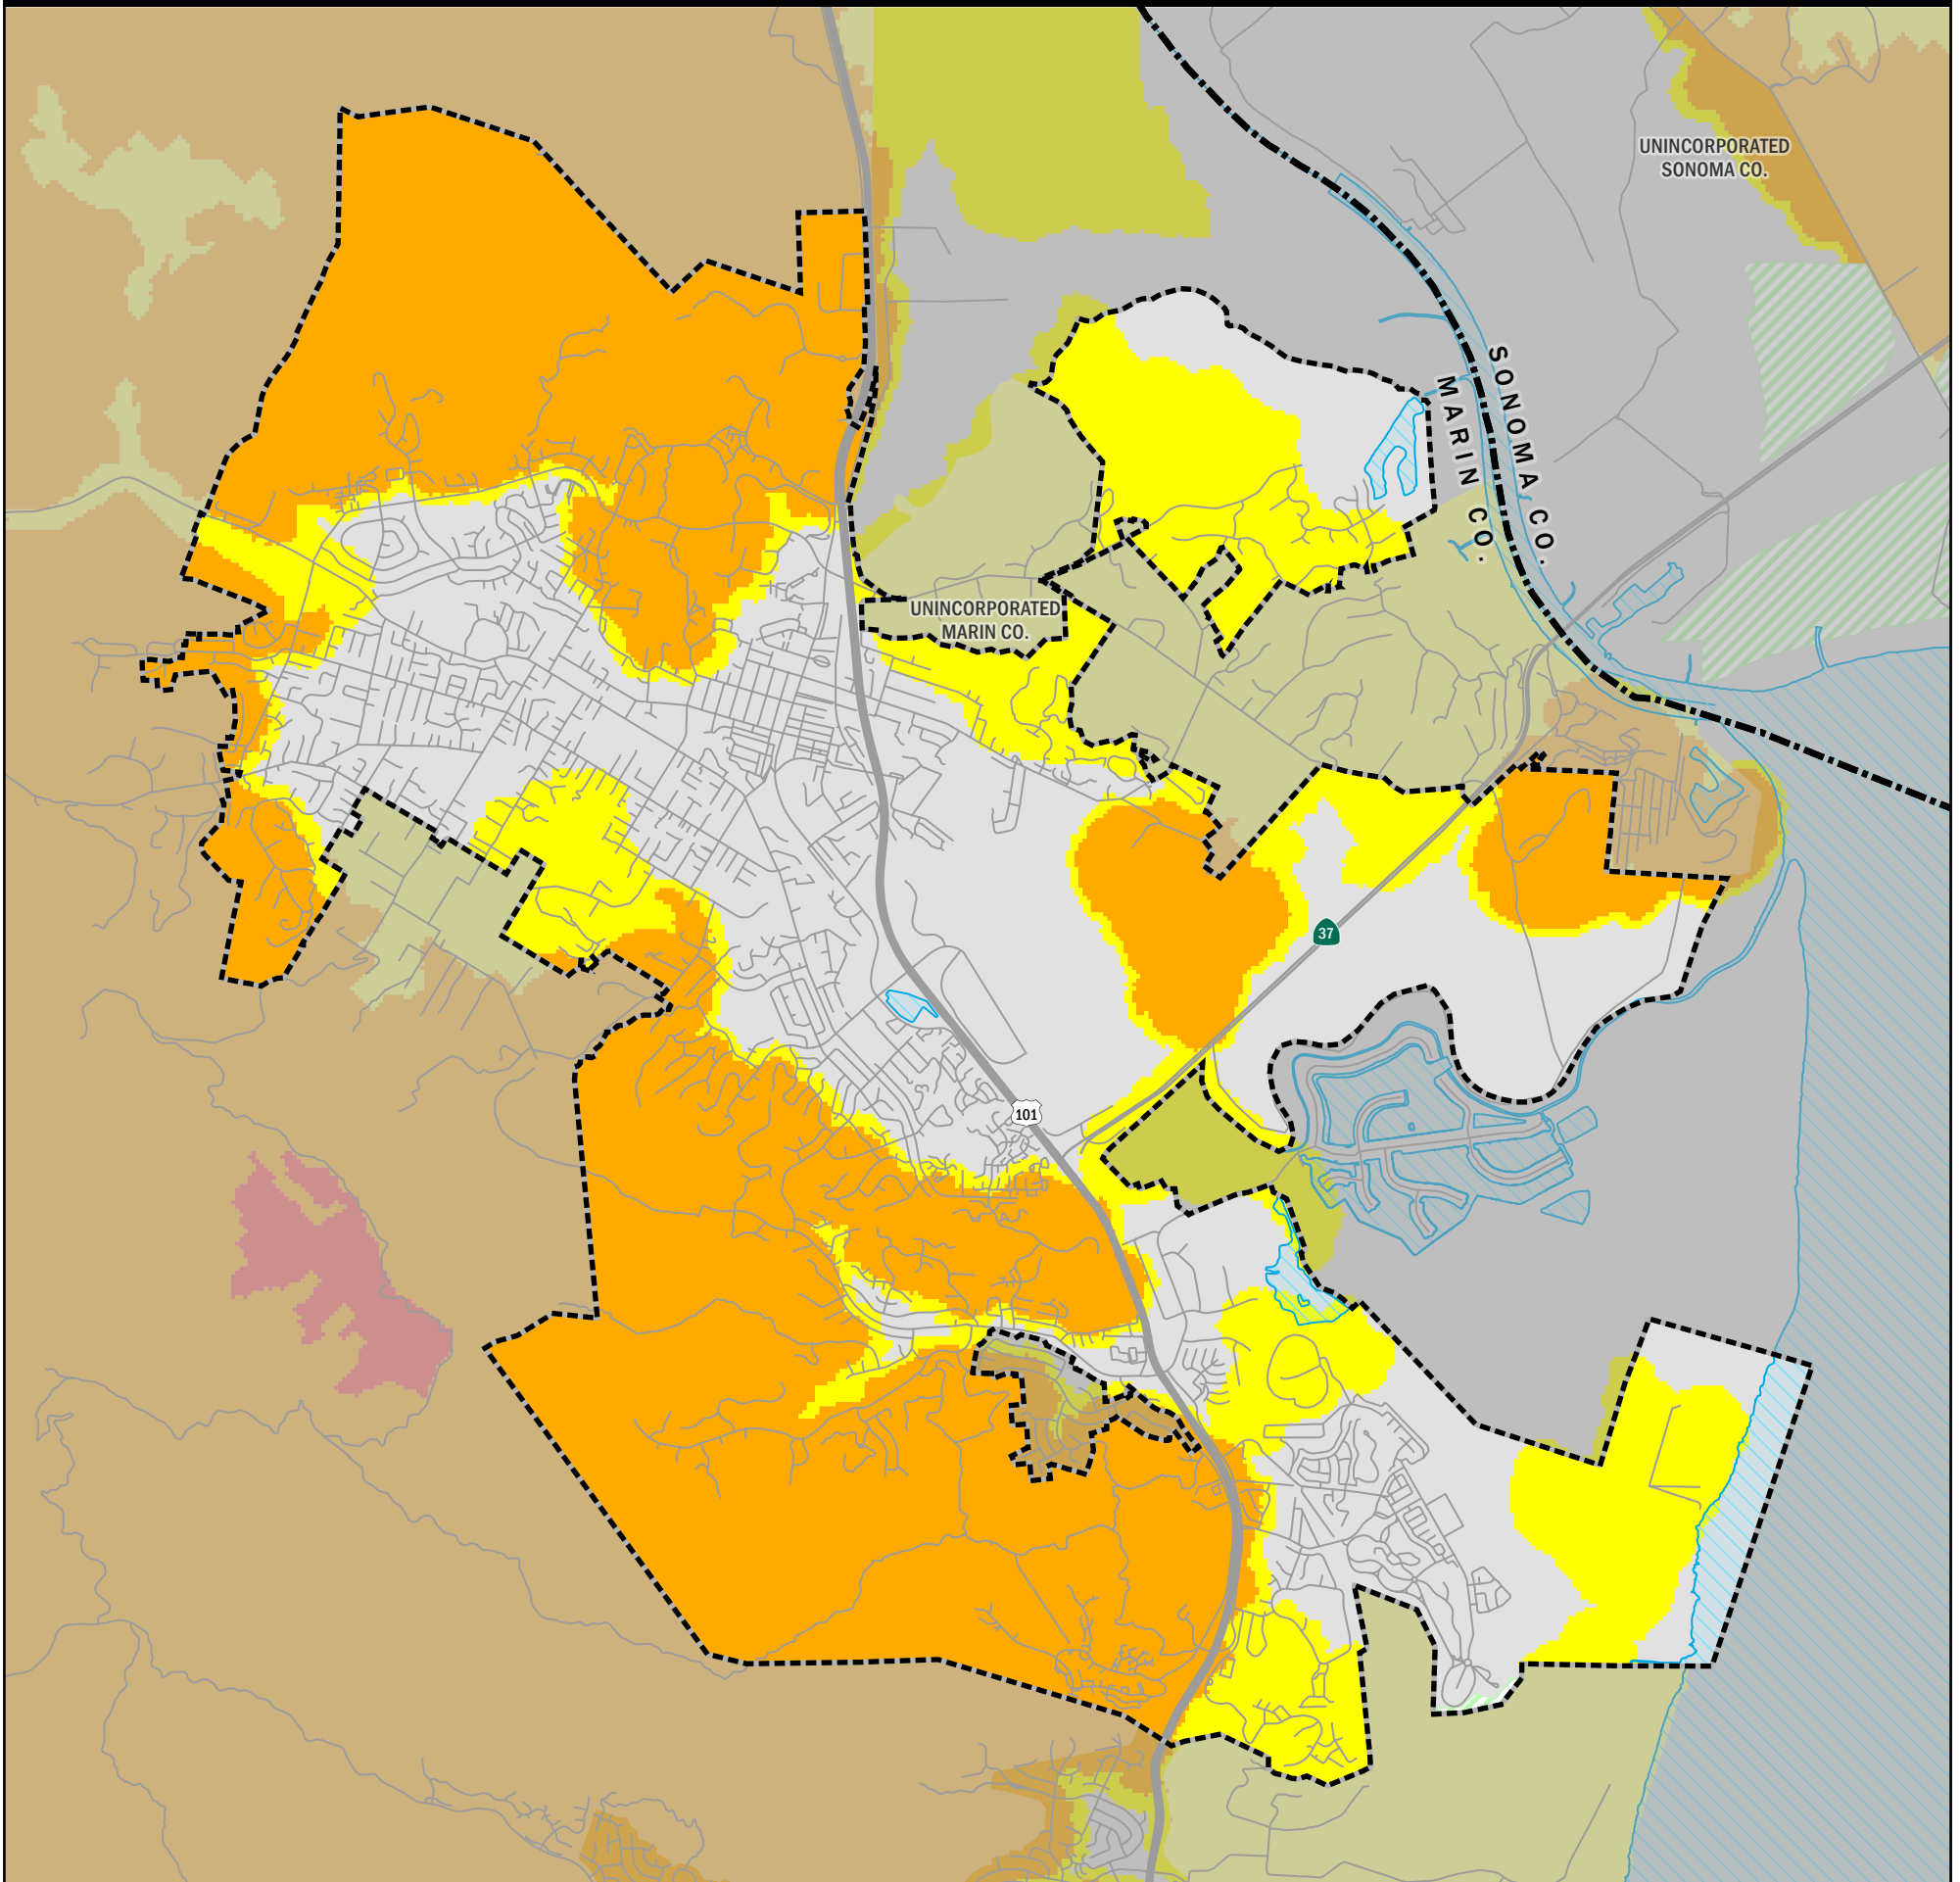 UNINCORPORATED
SONOMA CO.
SONOMA CO.
MARIN CO.
UNINCORPORATED
MARIN CO.
37
101